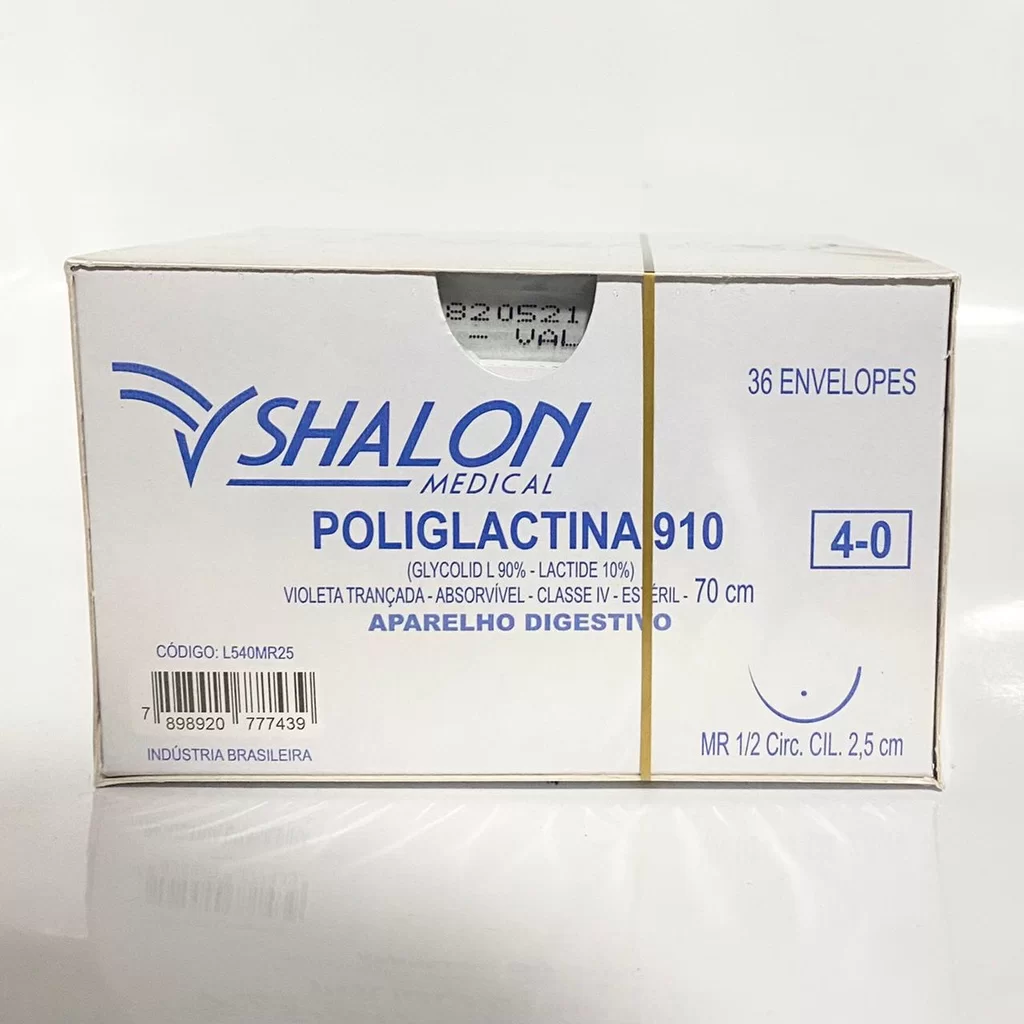 820521
- VAL
36 ENVELOPES
SHALON
MEDICAL
POLIGLACTINA 910
4-0
(GLYCOLID L 90% - LACTIDE 10%)
VIOLETA TRANÇADA - ABSORVÍVEL - CLASSE IV - ESTÉRIL - 70 cm
APARELHO DIGESTIVO
CÓDIGO: L540MR25
7 898920 777439
INDÚSTRIA BRASILEIRA
MR 1/2 Circ. CIL. 2,5 cm